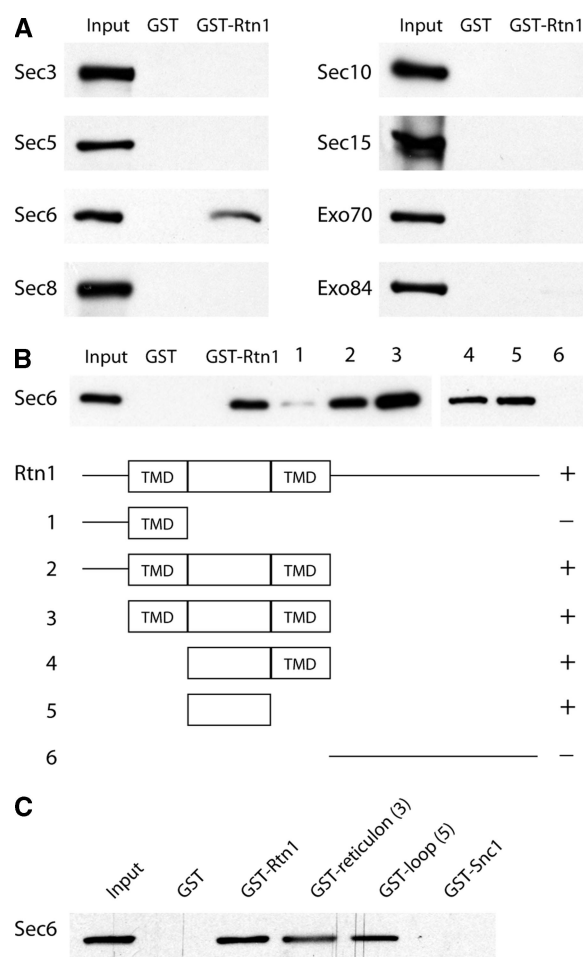 A
Input GST GST-Rtn1
Input GST GST-Rtn1
Sec3
Sec10
Sec5
Sec15
Sec6
Exo70
Sec8
Exo84
B
Input GST GST-Rtn1 1 2 3 4 5 6
Sec6
Rtn1 TMD TMD +
1 TMD −
2 TMD TMD +
3 TMD TMD +
4 TMD +
5 +
6 −
C
Input GST GST-Rtn1 GST-reticulon (3) GST-loop (5) GST-Snc1
Sec6